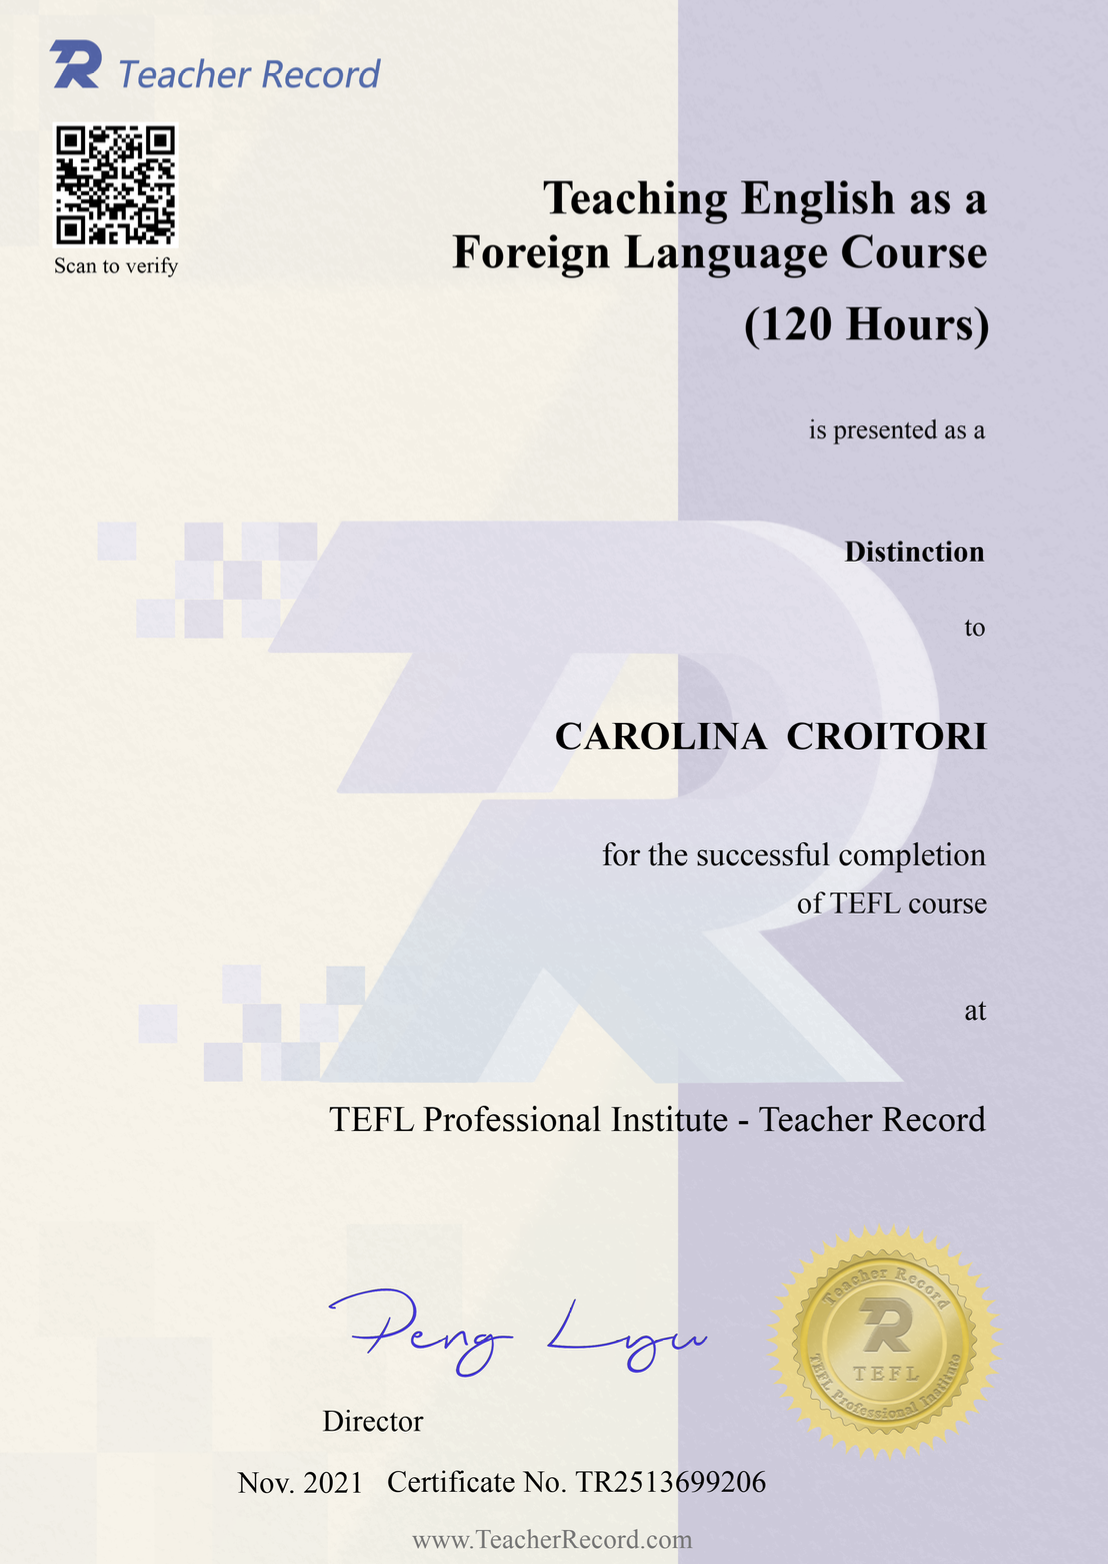 Teacher Record
Scan to verify
Teaching English as a
Foreign Language Course
(120 Hours)
is presented as a
Distinction
to
CAROLINA CROITORI
for the successful completion
of TEFL course
at
TEFL Professional Institute - Teacher Record
Peng Lyu
Teacher Record
TEFL
TEFL Professional Institute
Director
Nov. 2021 Certificate No. TR2513699206
www.TeacherRecord.com